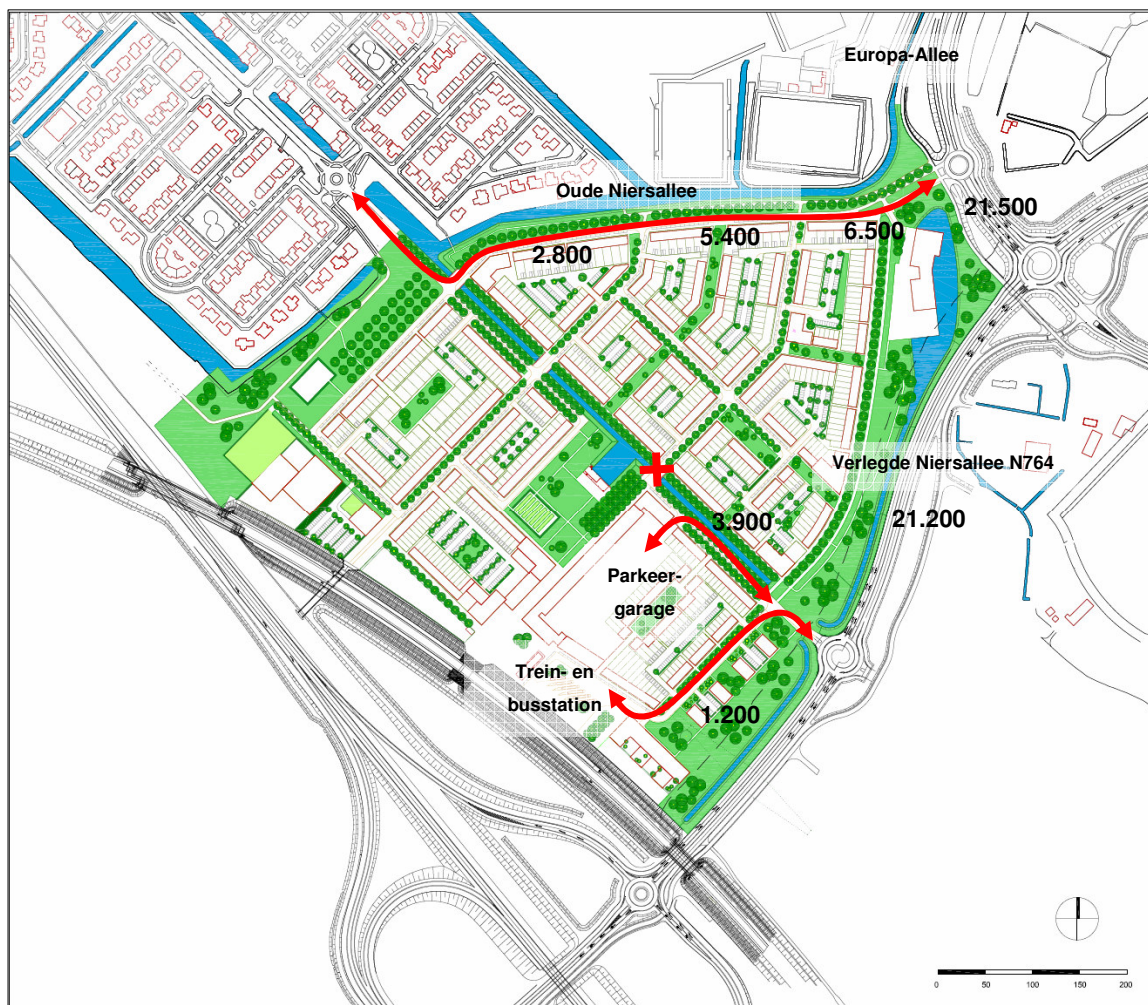 Europa-Allee
Oude Niersallee
21.500
5.400
6.500
2.800
Verlegde Niersallee N764
3.900
21.200
Parkeer-
garage
Trein- en
busstation
1.200
0 50 100 150 200